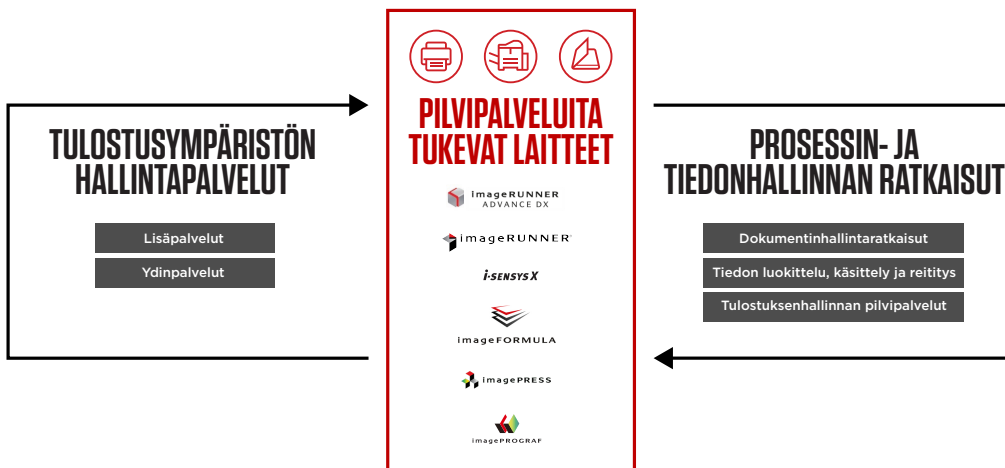 TULOSTUSYMPÄRISTÖN
HALLINTAPALVELUT
Lisäpalvelut
Ydinpalvelut
PILVIPALVELUITA
TUKEVAT LAITTEET
imageRUNNER
ADVANCE DX
imageRUNNER
i-SENSYS X
imageFORMULA
imagePRESS
imagePROGRAF
PROSESSIN- JA
TIEDONHALLINNAN RATKAISUT
Dokumentinhallintaratkaisut
Tiedon luokittelu, käsittely ja reititys
Tulostuksenhallinnan pilvipalvelut